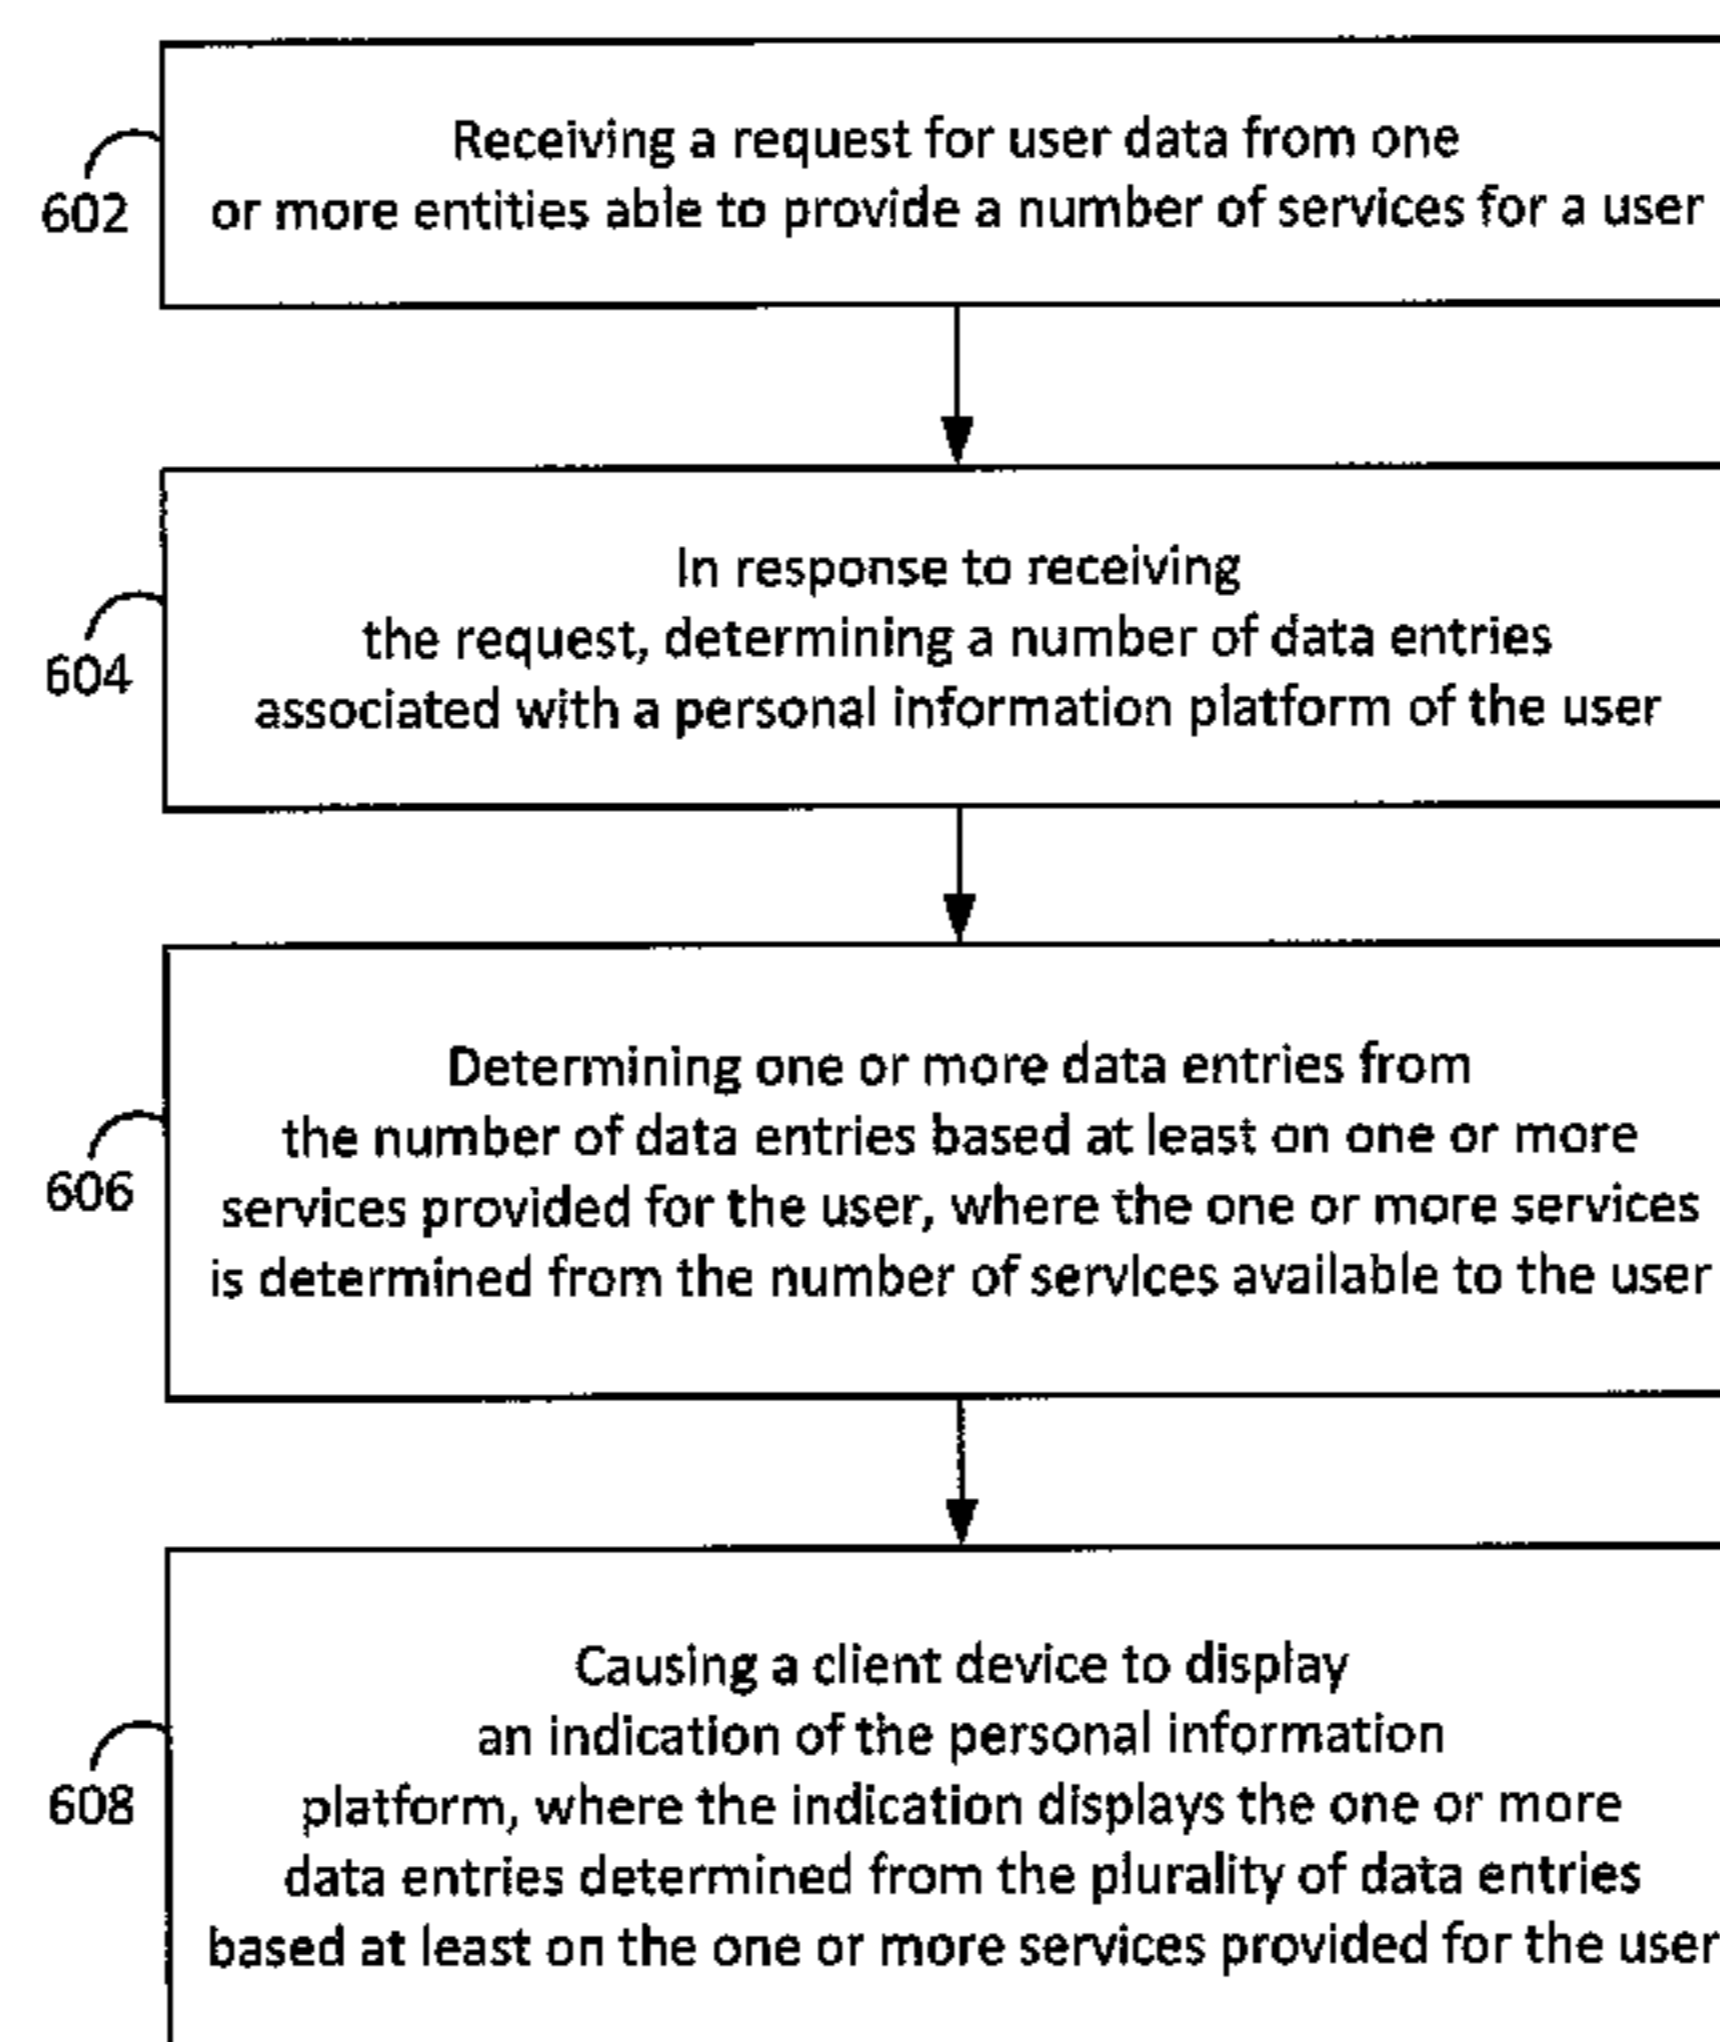 Receiving a request for user data from one
or more entities able to provide a number of services for a user
602
In response to receiving
the request, determining a number of data entries
associated with a personal information platform of the user
604
Determining one or more data entries from
the number of data entries based at least on one or more
services provided for the user, where the one or more services
is determined from the number of services available to the user
606
Causing a client device to display
an indication of the personal information
platform, where the indication displays the one or more
data entries determined from the plurality of data entries
based at least on the one or more services provided for the user
608